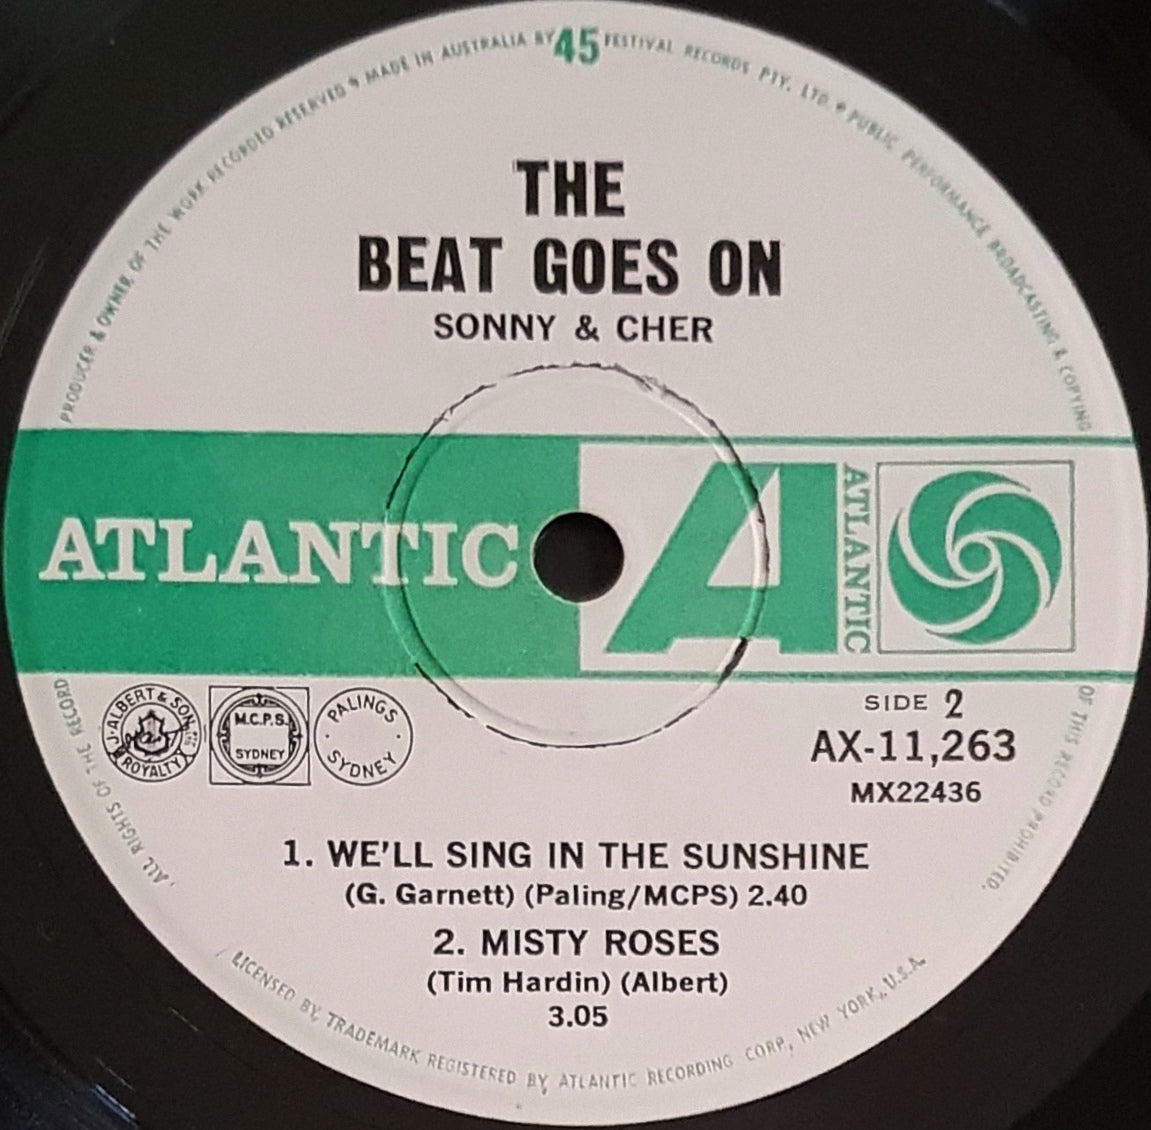 PRODUCER & OWNER OF THE WORK RECORDED RESERVED * MADE IN AUSTRALIA BY 45 FESTIVAL RECORDS PTY. LTD. * PUBLIC PERFORMANCE BROADCASTING & COPYING
THE
BEAT GOES ON
SONNY & CHER
ATLANTIC
A
ATLANTIC
J. ALBERT & SON
ROYALTY
M.C.P.S.
SYDNEY
PALINGS
SYDNEY
SIDE 2
AX-11,263
MX22436
ALL RIGHTS OF THE RECORD
OF THIS RECORD PROHIBITED.
1. WE'LL SING IN THE SUNSHINE
(G. Garnett) (Paling/MCPS) 2.40
2. MISTY ROSES
(Tim Hardin) (Albert)
3.05
LICENSED BY, TRADEMARK REGISTERED BY ATLANTIC RECORDING CORP., NEW YORK, U.S.A.